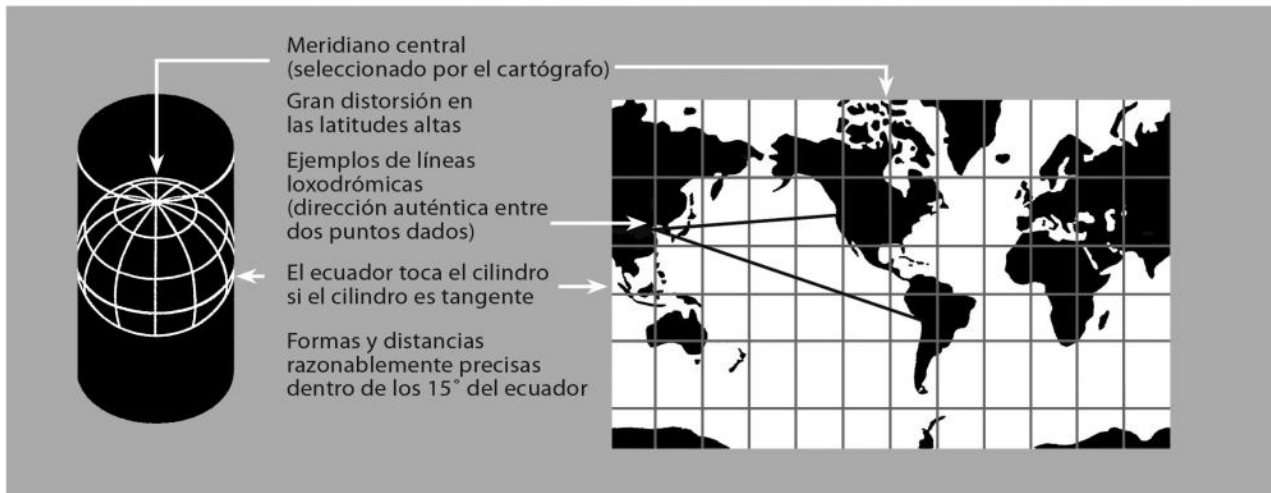 Meridiano central
(seleccionado por el cartógrafo)
Gran distorsión en
las latitudes altas
Ejemplos de líneas
loxodrómicas
(dirección auténtica entre
dos puntos dados)
El ecuador toca el cilindro
si el cilindro es tangente
Formas y distancias
razonablemente precisas
dentro de los 15˚ del ecuador